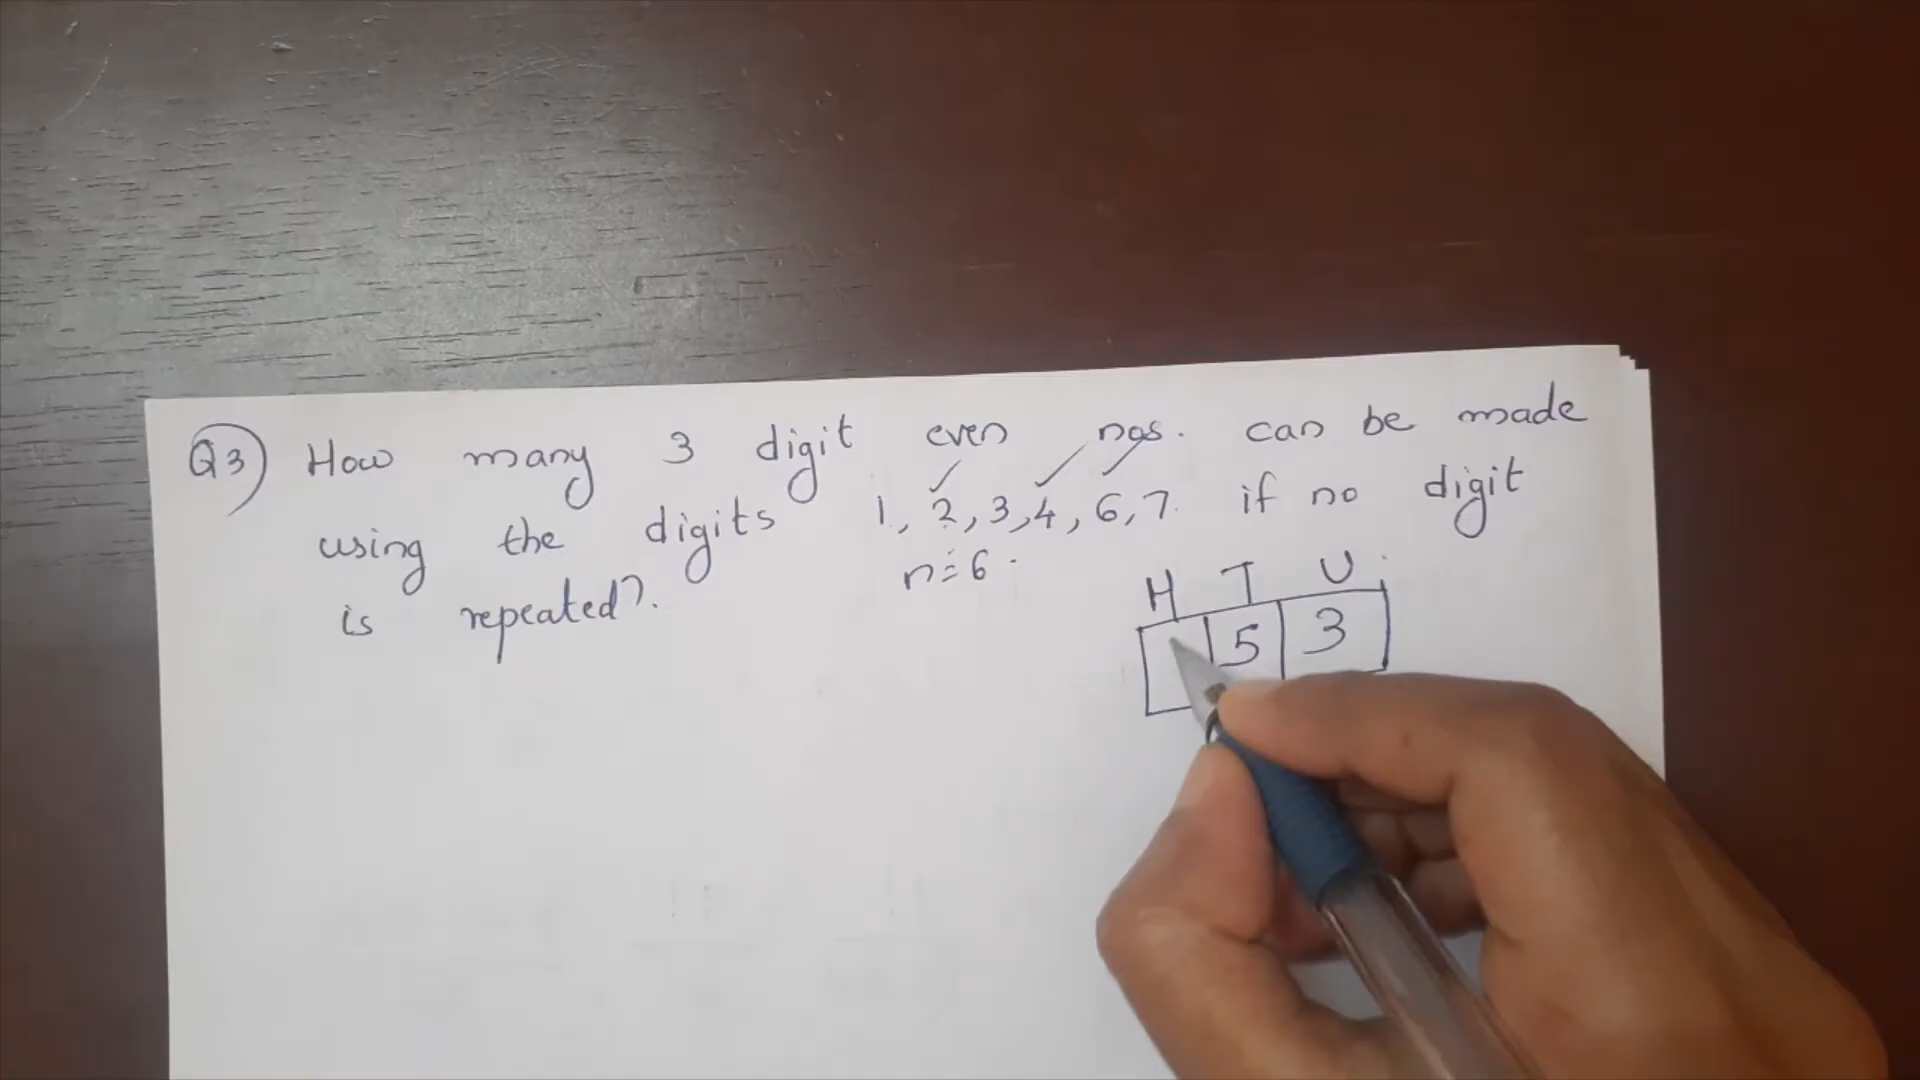 Q3) How many 3 digit even nos. can be made
using the digits 1, 2, 3, 4, 6, 7. if no digit
is repeated?.
n=6.
H T U
5 3